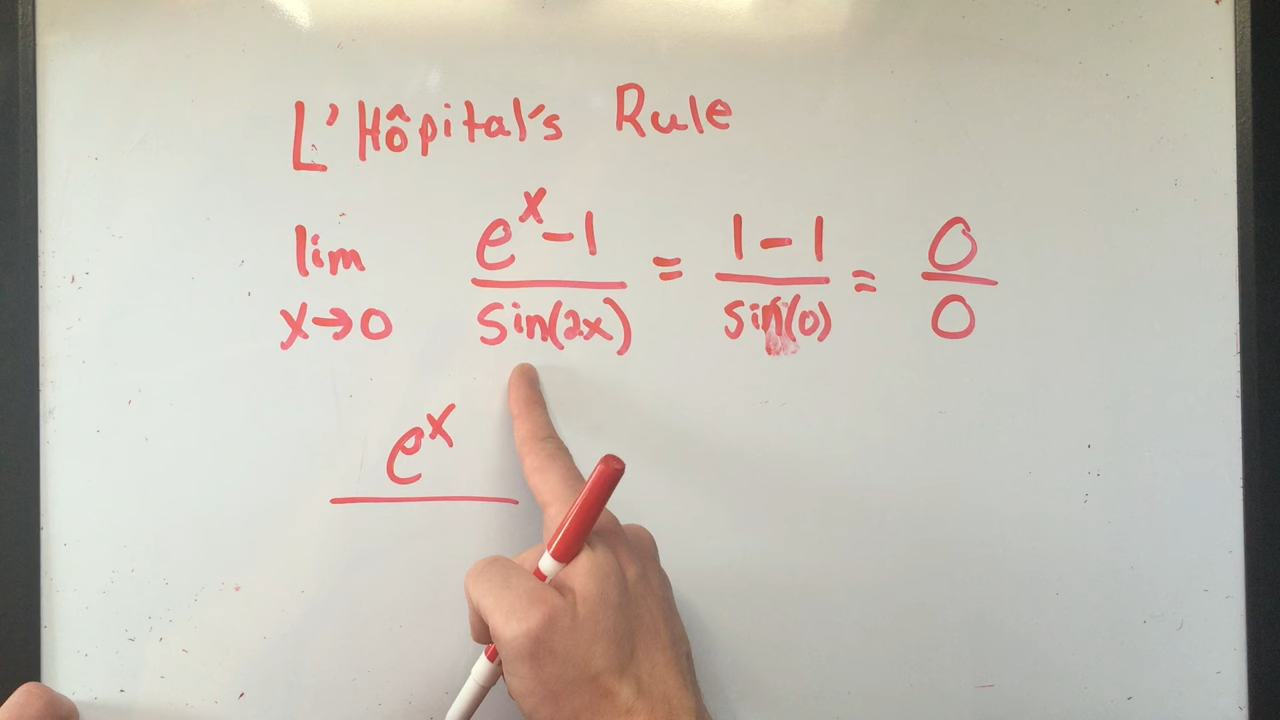 L'Hôpital's Rule
lim x→0 (e^x-1)/(sin(2x)) = (1-1)/(sin(0)) = 0/0
e^x